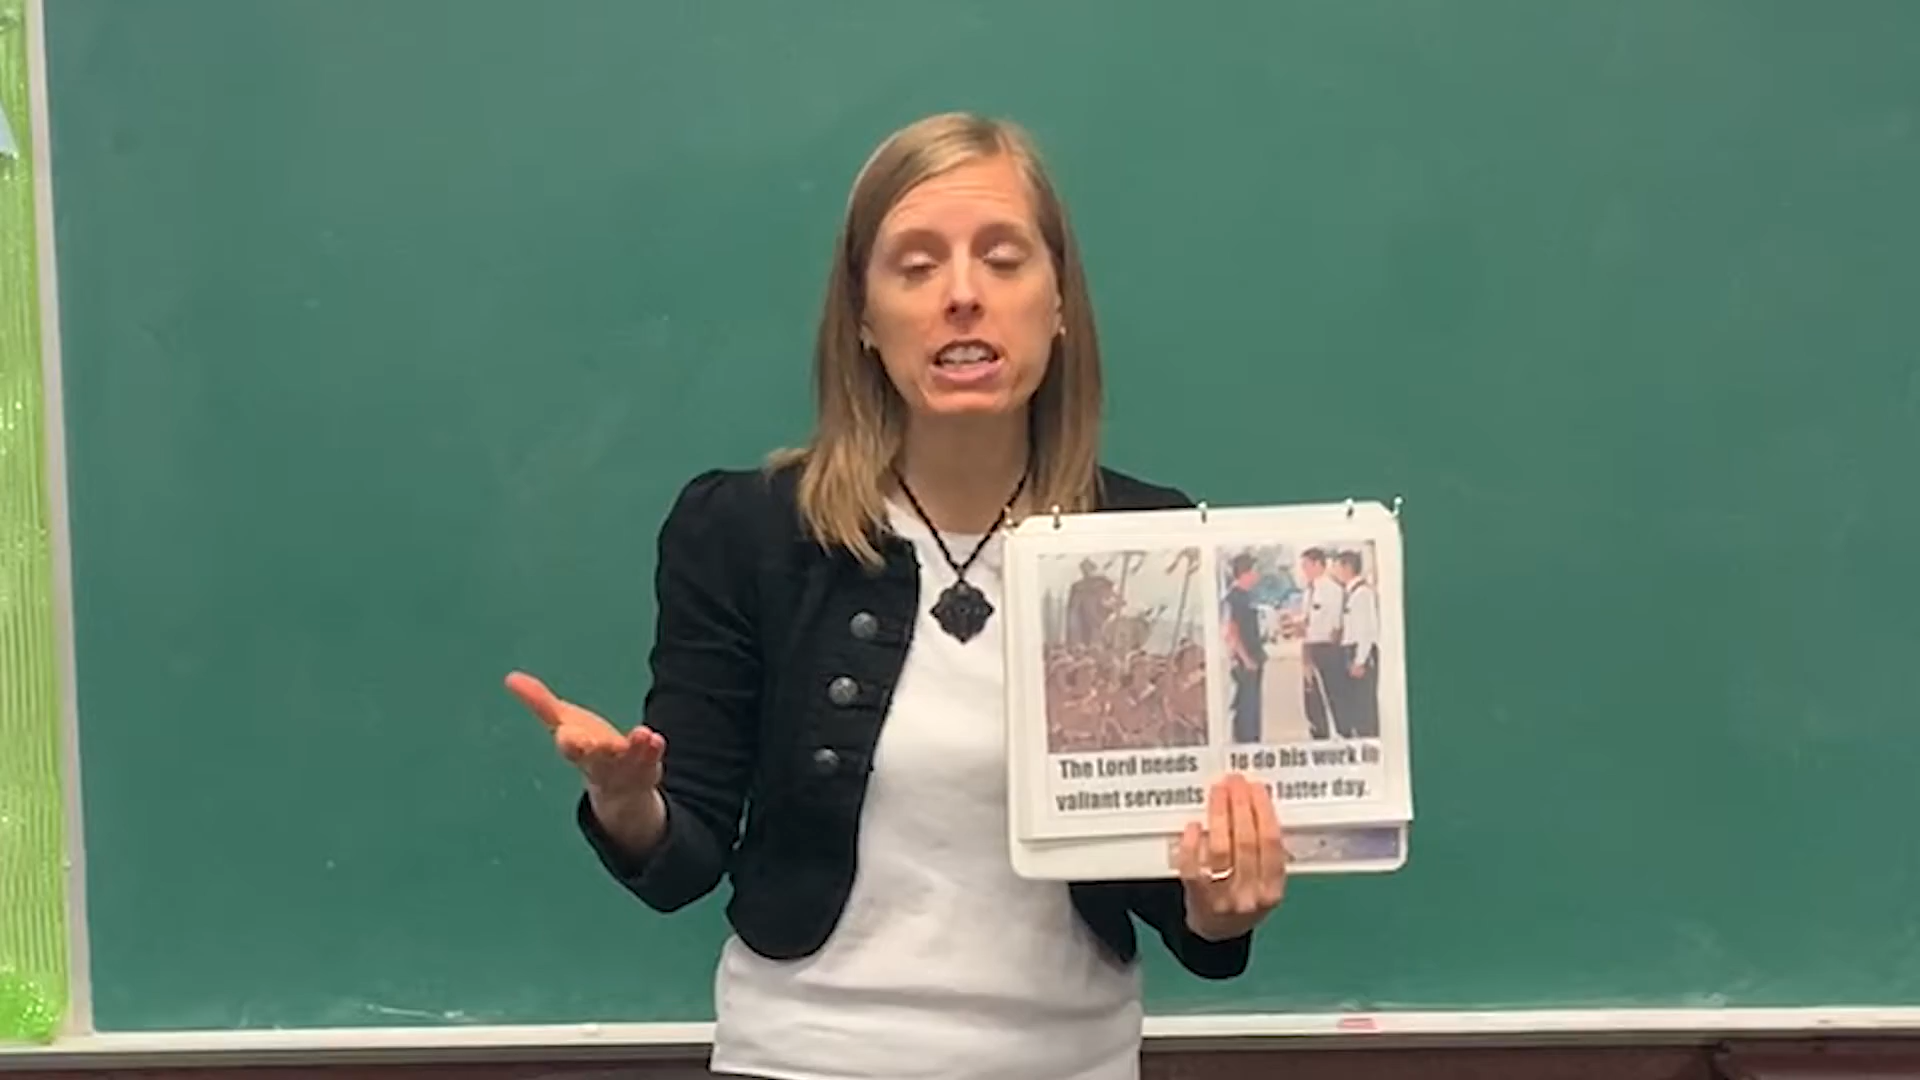 The Lord needs to do his work in
valiant servants latter day.